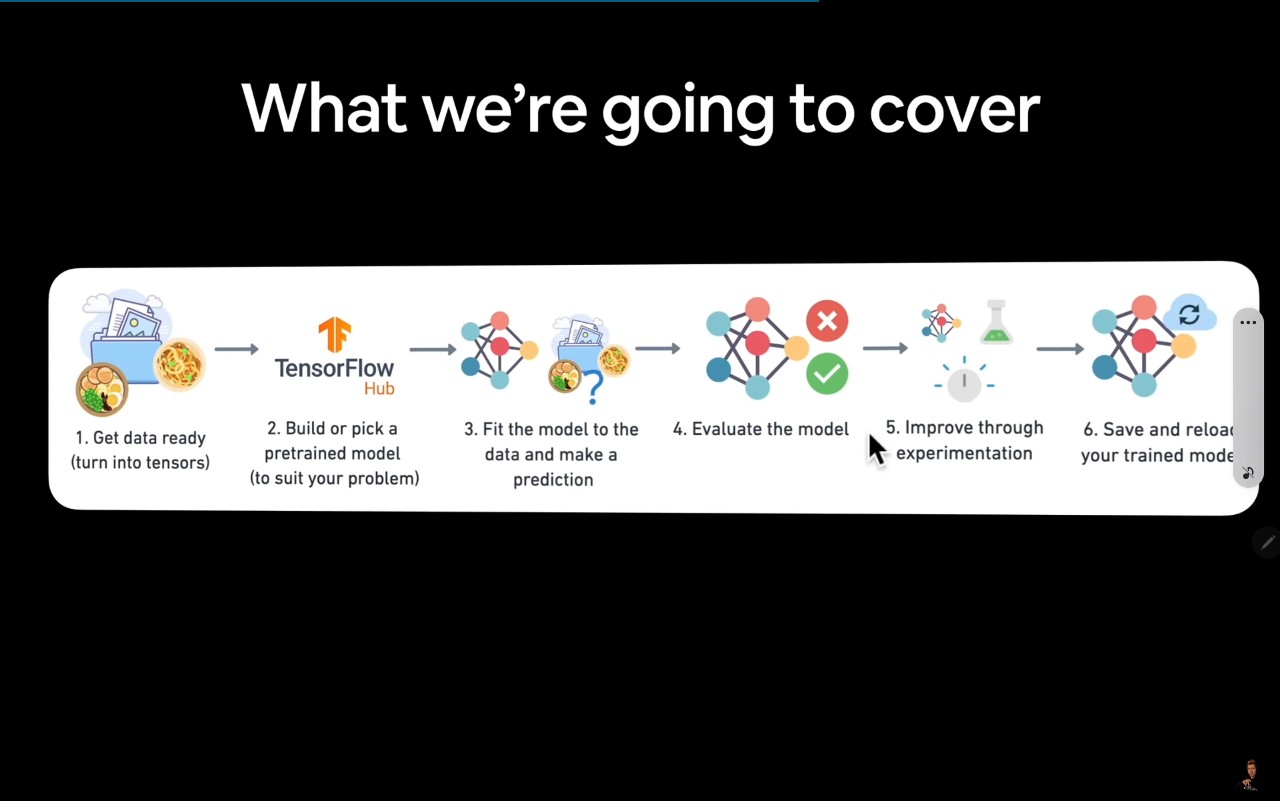 What we’re going to cover
1. Get data ready
(turn into tensors)
TensorFlow
Hub
2. Build or pick a
pretrained model
(to suit your problem)
3. Fit the model to the
data and make a
prediction
4. Evaluate the model
5. Improve through
experimentation
6. Save and reloa
your trained mode